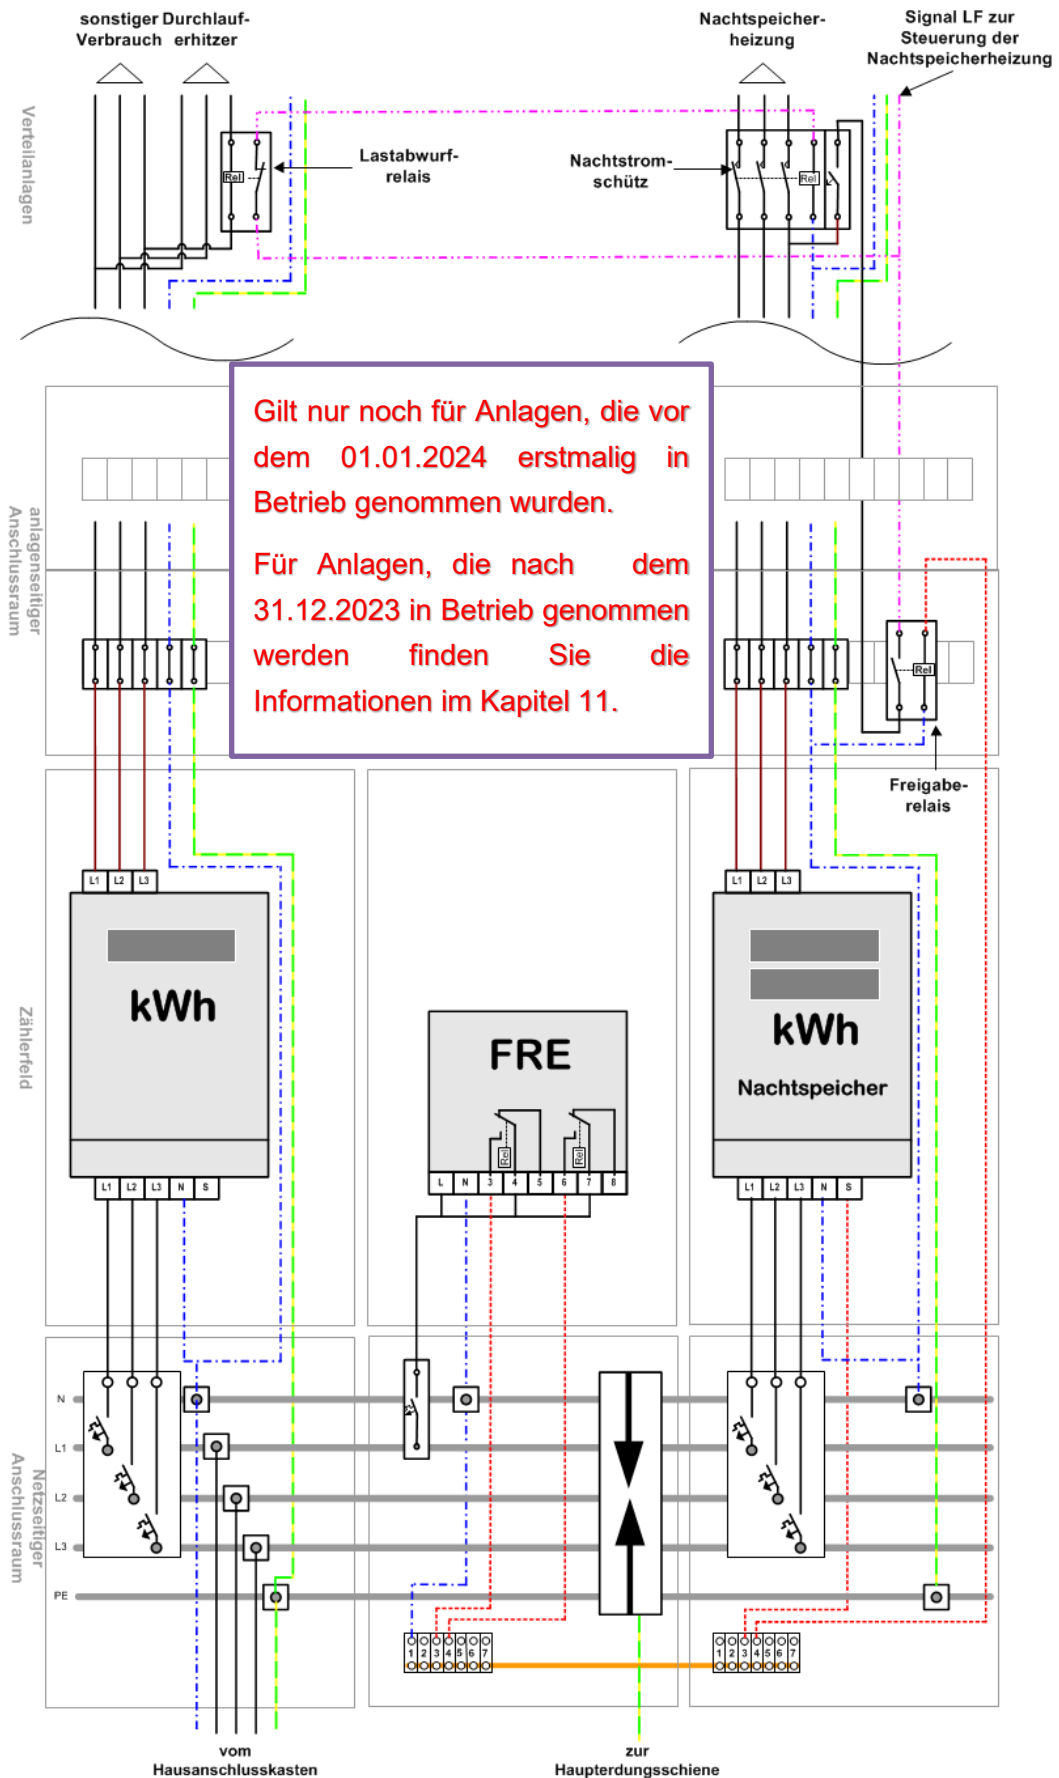 sonstiger Durchlauf-
Verbrauch erhitzer
Nachtspeicher-
heizung
Signal LF zur
Steuerung der
Nachtspeicherheizung
Verteilanlagen
Rel
Lastabwurf-
relais
Nachtstrom-
schütz
Rel
Gilt nur noch für Anlagen, die vor
dem 01.01.2024 erstmalig in
Betrieb genommen wurden.
Für Anlagen, die nach dem
31.12.2023 in Betrieb genommen
werden finden Sie die
Informationen im Kapitel 11.
anlagenseitiger
Anschlussraum
Rel
Freigabe-
relais
L1 L2 L3
L1 L2 L3
Zählerfeld
kWh
FRE
kWh
Nachtspeicher
Rel Rel
L N 3 4 5 6 7 8
L1 L2 L3 N S
L1 L2 L3 N S
Netzseitiger
Anschlussraum
N
L1
L2
L3
PE
1 2 3 4 5 6 7
1 2 3 4 5 6 7
vom
Hausanschlusskasten
zur
Haupterdungsschiene